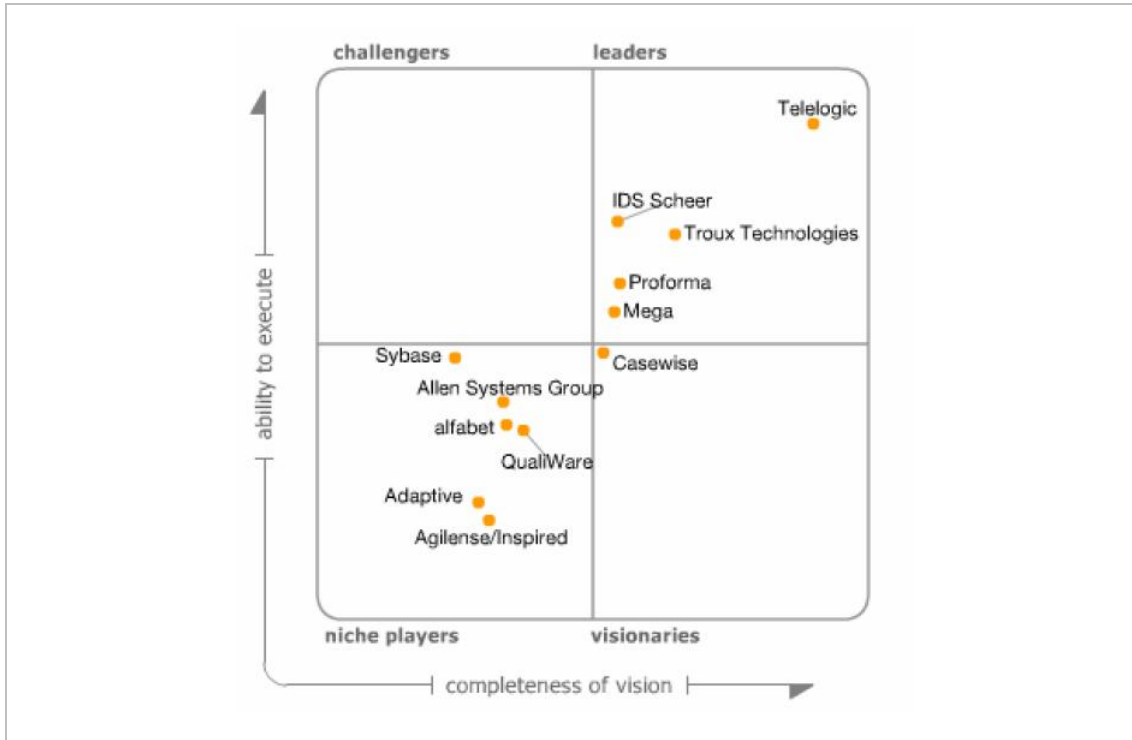 challengers
leaders
Telelogic
IDS Scheer
Troux Technologies
Proforma
Mega
ability to execute
Sybase
Casewise
Allen Systems Group
alfabet
QualiWare
Adaptive
Agilense/Inspired
niche players
visionaries
completeness of vision